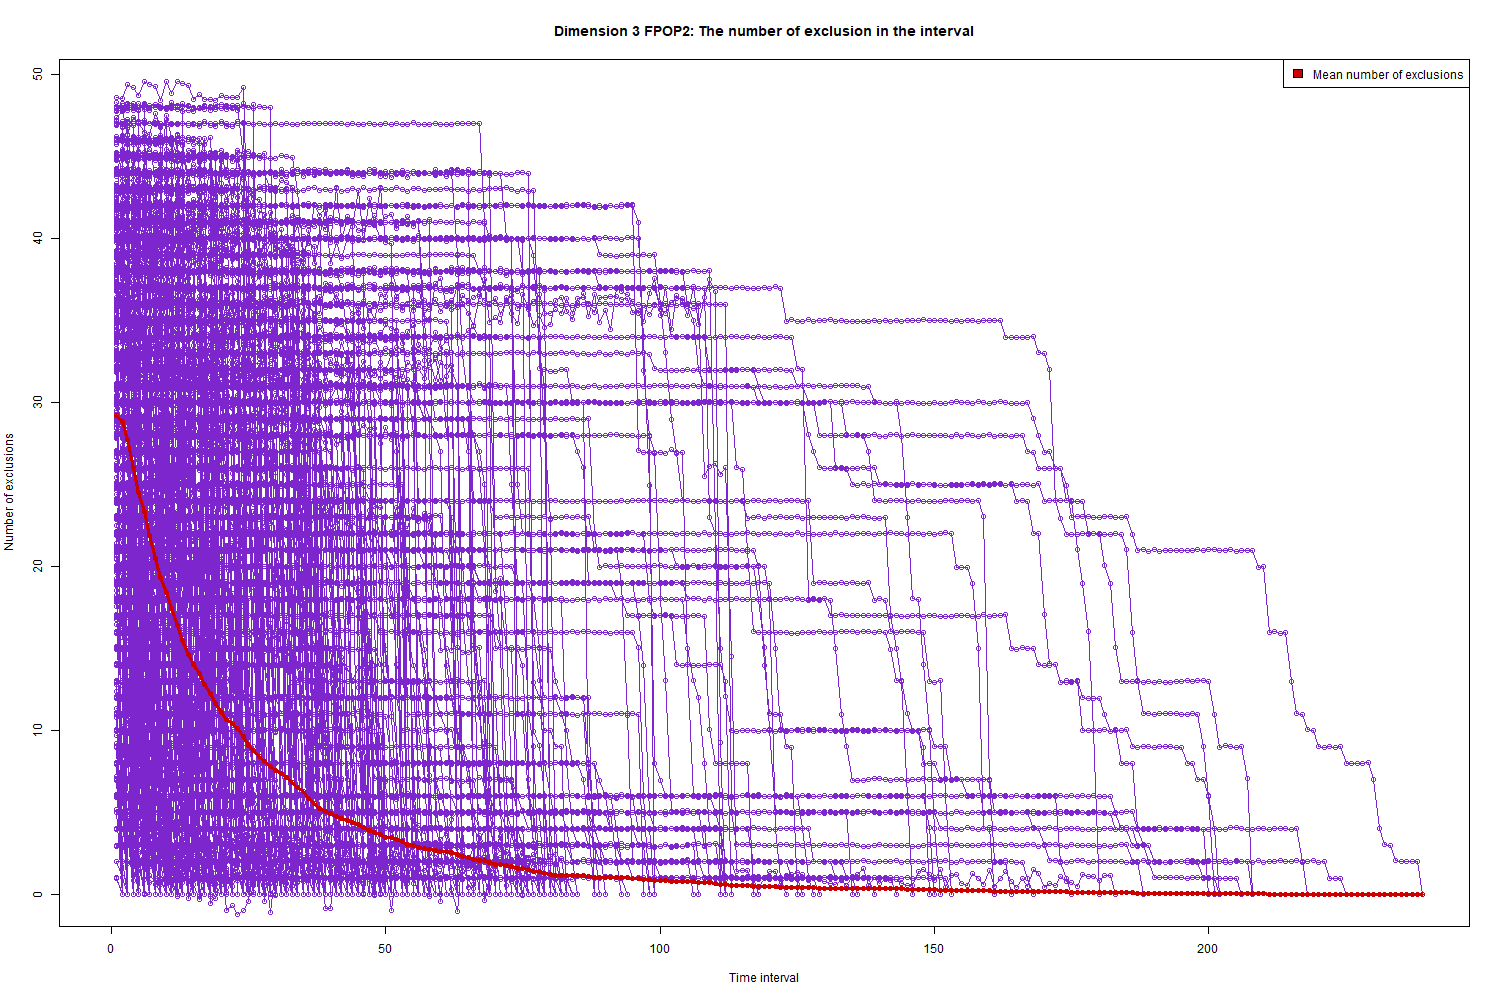 Dimension 3 FPOP2: The number of exclusion in the interval
Mean number of exclusions
Number of exclusions
50
40
30
20
10
0
0 50 100 150 200
Time interval